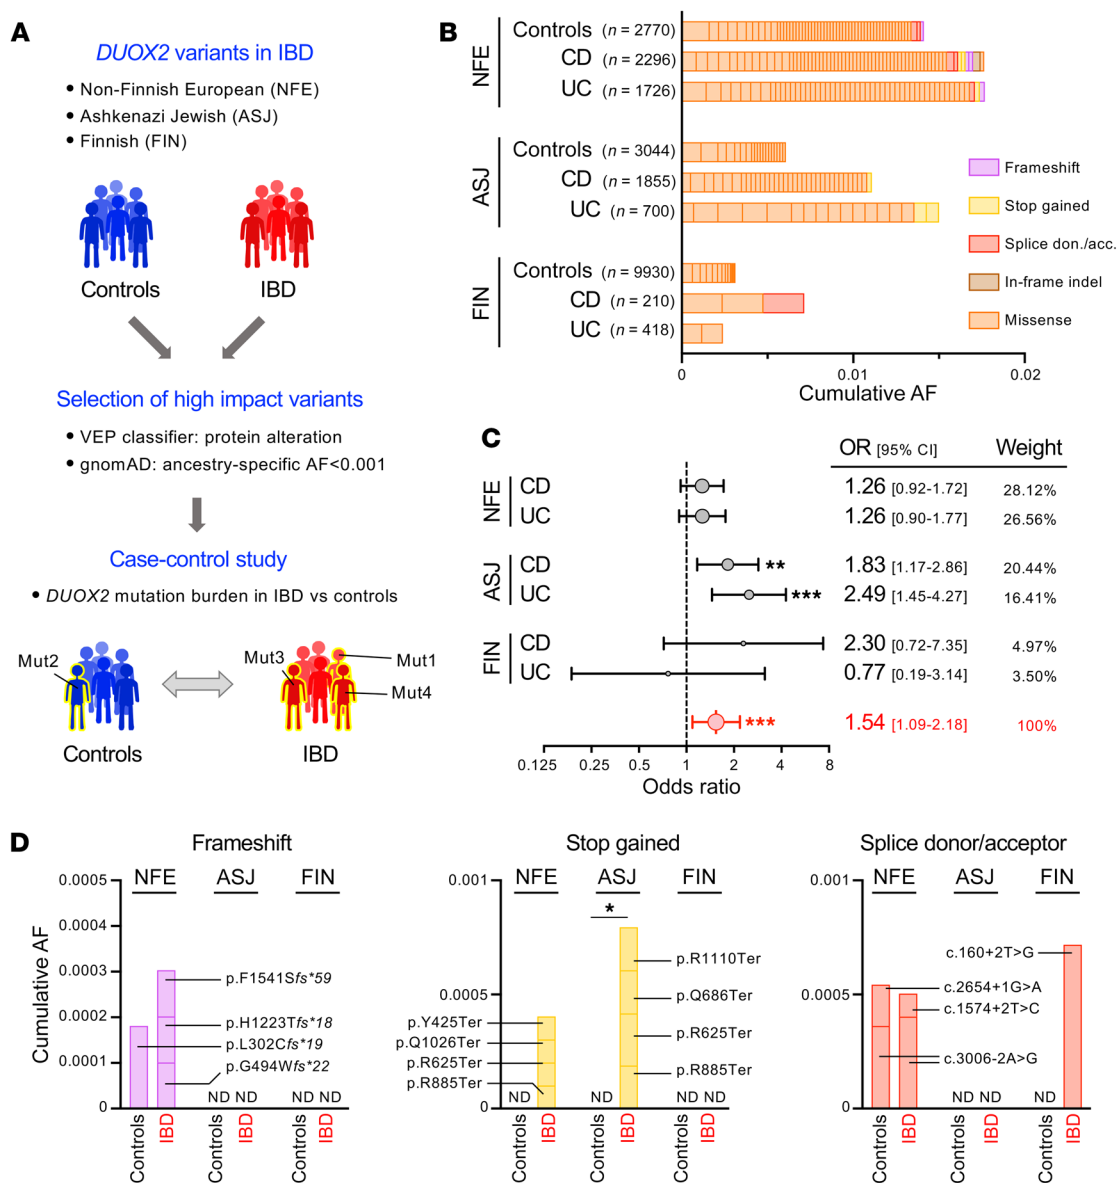 A
DUOX2 variants in IBD
• Non-Finnish European (NFE)
• Ashkenazi Jewish (ASJ)
• Finnish (FIN)
Controls
IBD
Selection of high impact variants
• VEP classifier: protein alteration
• gnomAD: ancestry-specific AF<0.001
Case-control study
• DUOX2 mutation burden in IBD vs controls
Mut2
Mut3
Mut1
Mut4
Controls
IBD
B
NFE
Controls (n = 2770)
CD (n = 2296)
UC (n = 1726)
ASJ
Controls (n = 3044)
CD (n = 1855)
UC (n = 700)
FIN
Controls (n = 9930)
CD (n = 210)
UC (n = 418)
Frameshift
Stop gained
Splice don./acc.
In-frame indel
Missense
0 0.01 0.02
Cumulative AF
C
OR [95% CI] Weight
NFE
CD 1.26 [0.92-1.72] 28.12%
UC 1.26 [0.90-1.77] 26.56%
ASJ
CD ** 1.83 [1.17-2.86] 20.44%
UC *** 2.49 [1.45-4.27] 16.41%
FIN
CD 2.30 [0.72-7.35] 4.97%
UC 0.77 [0.19-3.14] 3.50%
*** 1.54 [1.09-2.18] 100%
0.125 0.25 0.5 1 2 4 8
Odds ratio
D
Frameshift
NFE ASJ FIN
Cumulative AF
0.0005
0.0004
0.0003
0.0002
0.0001
0
p.F1541Sfs*59
p.H1223Tfs*18
p.L302Cfs*19
p.G494Wfs*22
ND ND ND ND
Controls IBD Controls IBD Controls IBD
Stop gained
NFE ASJ FIN
0.001
0.0005
0
*
p.Y425Ter
p.Q1026Ter
p.R625Ter
p.R885Ter
p.R1110Ter
p.Q686Ter
p.R625Ter
p.R885Ter
ND ND ND ND
Controls IBD Controls IBD Controls IBD
Splice donor/acceptor
NFE ASJ FIN
0.001
0.0005
0
c.160+2T>G
c.2654+1G>A
c.1574+2T>C
c.3006-2A>G
ND ND ND
Controls IBD Controls IBD Controls IBD